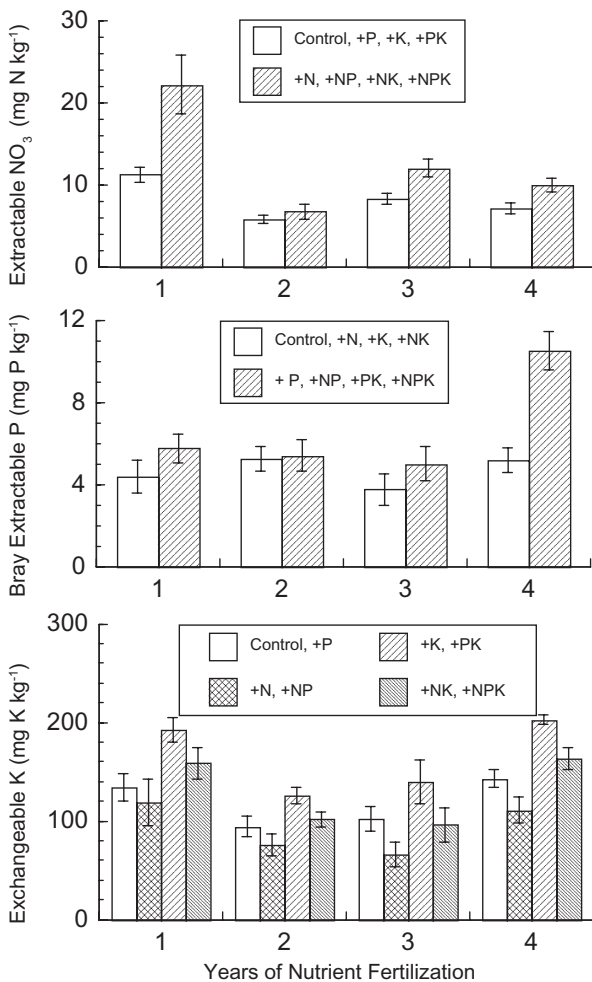 Extractable NO3 (mg N kg-1)
30
20
10
0
Control, +P, +K, +PK
+N, +NP, +NK, +NPK
1 2 3 4
Bray Extractable P (mg P kg-1)
12
8
4
0
Control, +N, +K, +NK
+ P, +NP, +PK, +NPK
1 2 3 4
Exchangeable K (mg K kg-1)
300
200
100
0
Control, +P +K, +PK
+N, +NP +NK, +NPK
1 2 3 4
Years of Nutrient Fertilization